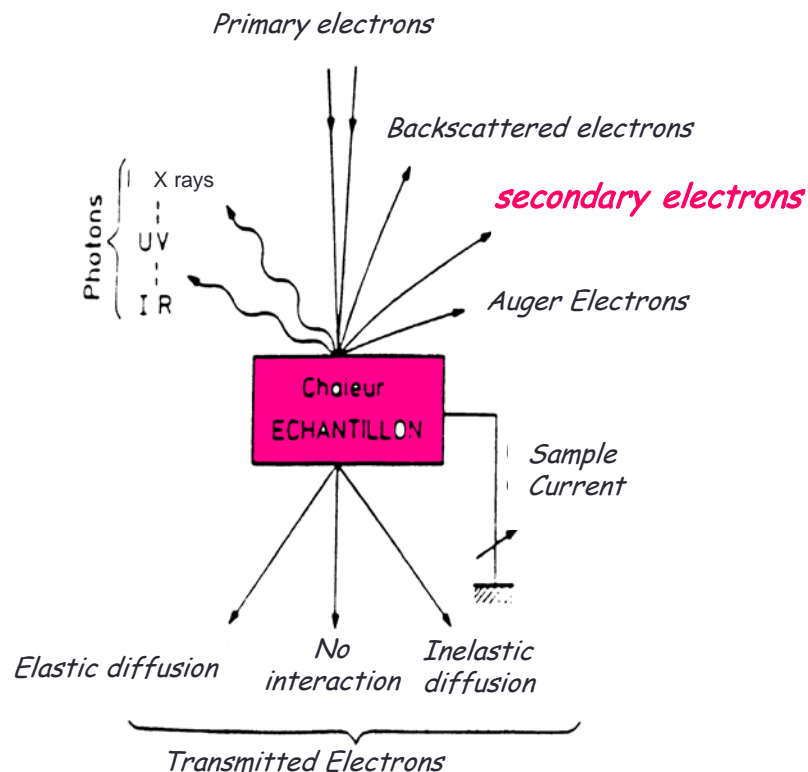 Primary electrons
Backscattered electrons
X rays
secondary electrons
Photons
UV
IR
Auger Electrons
Chaieur
ECHANTILLON
Sample
Current
Elastic diffusion
No
interaction
Inelastic
diffusion
Transmitted Electrons